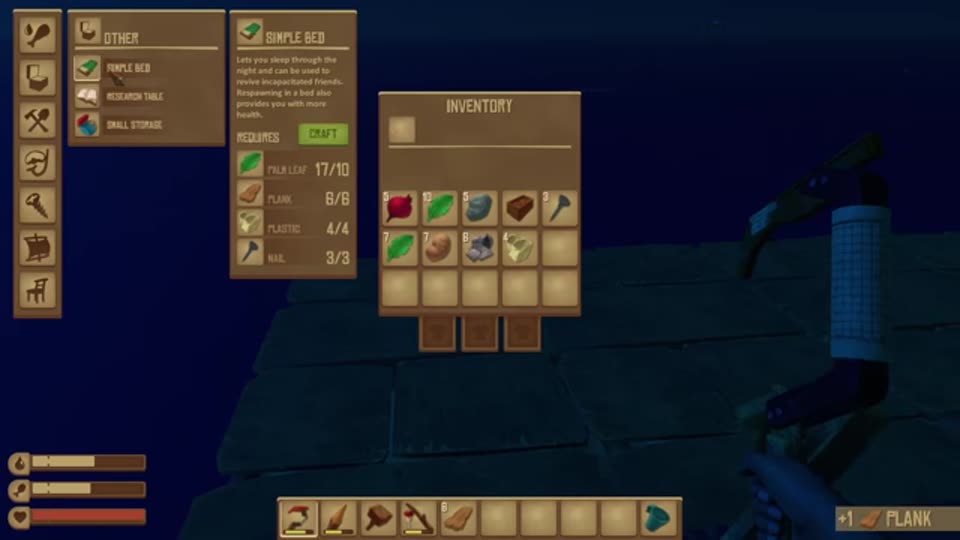 OTHER
SIMPLE BED
RESEARCH TABLE
SMALL STORAGE
SIMPLE BED
Lets you sleep through the
night and can be used to
revive incapacitated friends.
Respawning in a bed also
provides you with more
health.
REQUIRES
CRAFT
PALM LEAF 17/10
PLANK 6/6
PLASTIC 4/4
NAIL 3/3
INVENTORY
5 10 5 3
7 7 6 4
6
+1 PLANK